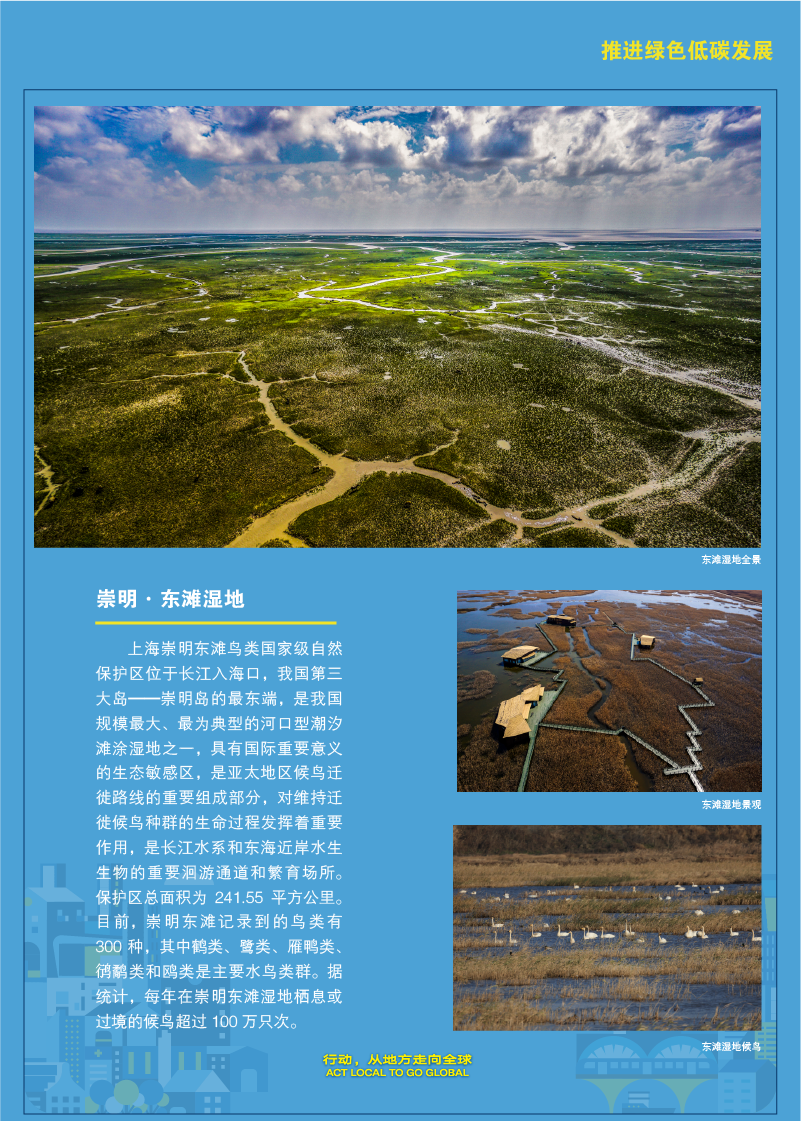 推进绿色低碳发展
东滩湿地全景
崇明·东滩湿地
上海崇明东滩鸟类国家级自然
保护区位于长江入海口，我国第三
大岛——崇明岛的最东端，是我国
规模最大、最为典型的河口型潮汐
滩涂湿地之一，具有国际重要意义
的生态敏感区，是亚太地区候鸟迁
徙路线的重要组成部分，对维持迁
徙候鸟种群的生命过程发挥着重要
作用，是长江水系和东海近岸水生
生物的重要洄游通道和繁育场所。
保护区总面积为 241.55 平方公里。
目前，崇明东滩记录到的鸟类有
300 种，其中鹤类、鹭类、雁鸭类、
鸻鹬类和鸥类是主要水鸟类群。据
统计，每年在崇明东滩湿地栖息或
过境的候鸟超过 100 万只次。
东滩湿地景观
东滩湿地候鸟
行动，从地方走向全球
ACT LOCAL TO GO GLOBAL